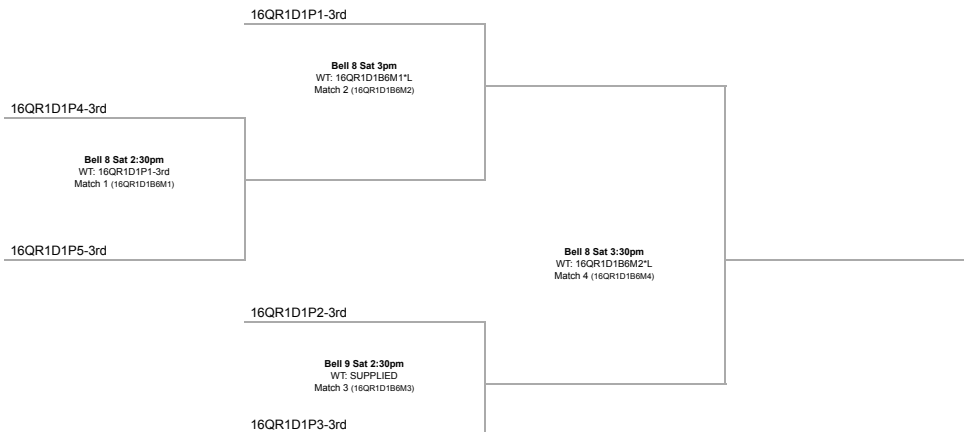 16QR1D1P1-3rd
Bell 8 Sat 3pm
WT: 16QR1D1B6M1*L
Match 2 (16QR1D1B6M2)
16QR1D1P4-3rd
Bell 8 Sat 2:30pm
WT: 16QR1D1P1-3rd
Match 1 (16QR1D1B6M1)
16QR1D1P5-3rd
Bell 8 Sat 3:30pm
WT: 16QR1D1B6M2*L
Match 4 (16QR1D1B6M4)
16QR1D1P2-3rd
Bell 9 Sat 2:30pm
WT: SUPPLIED
Match 3 (16QR1D1B6M3)
16QR1D1P3-3rd